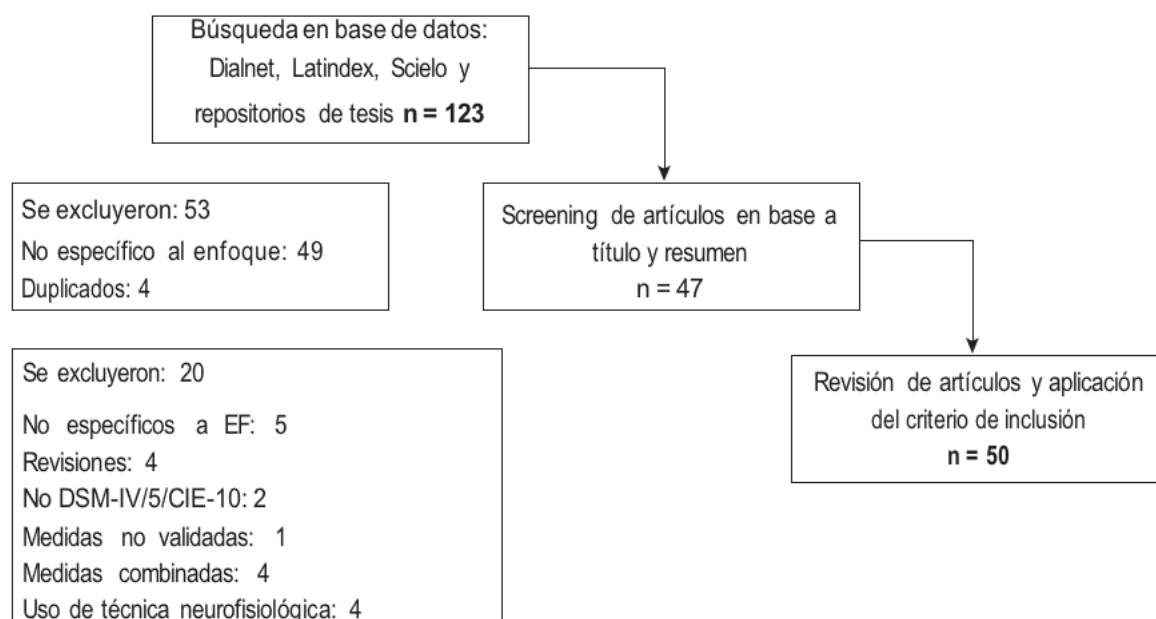 Búsqueda en base de datos:
Dialnet, Latindex, Scielo y
repositorios de tesis n = 123
Se excluyeron: 53
No específico al enfoque: 49
Duplicados: 4
Screening de artículos en base a
título y resumen
n = 47
Se excluyeron: 20
No específicos a EF: 5
Revisiones: 4
No DSM-IV/5/CIE-10: 2
Medidas no validadas: 1
Medidas combinadas: 4
Uso de técnica neurofisiológica: 4
Revisión de artículos y aplicación
del criterio de inclusión
n = 50